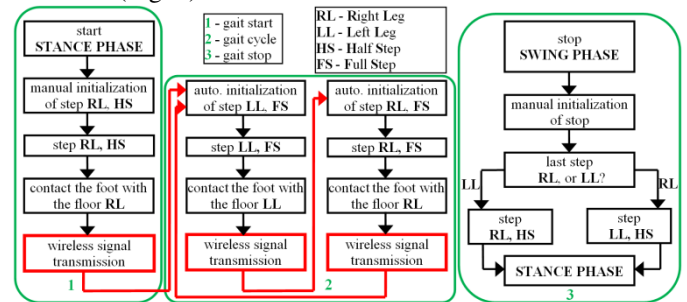 start
STANCE PHASE
manual initialization
of step RL, HS
step RL, HS
contact the foot with
the floor RL
wireless signal
transmission
1
1 - gait start
2 - gait cycle
3 - gait stop
RL - Right Leg
LL - Left Leg
HS - Half Step
FS - Full Step
auto. initialization
of step LL, FS
step LL, FS
contact the foot with
the floor LL
wireless signal
transmission
auto. initialization
of step RL, FS
step RL, FS
contact the foot with
the floor RL
wireless signal
transmission
2
stop
SWING PHASE
manual initialization
of stop
last step
RL, or LL?
LL
RL
step
RL, HS
step
LL, HS
STANCE PHASE
3